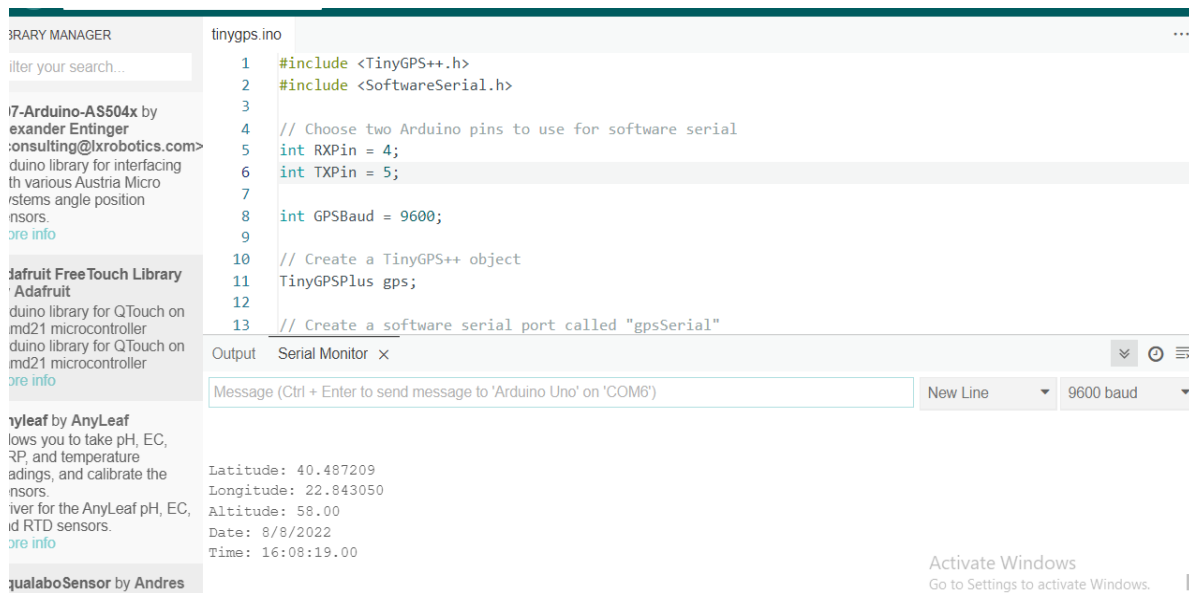 BRARY MANAGER
ilter your search...
07-Arduino-AS504x by
exander Entinger
consulting@lxrobotics.com>
duino library for interfacing
th various Austria Micro
ystems angle position
ensors.
ore info
dafruit FreeTouch Library
Adafruit
duino library for QTouch on
amd21 microcontroller
duino library for QTouch on
amd21 microcontroller
ore info
nyleaf by AnyLeaf
lows you to take pH, EC,
RP, and temperature
adings, and calibrate the
ensors.
river for the AnyLeaf pH, EC,
nd RTD sensors.
ore info
qualaboSensor by Andres
tinygps.ino
1 #include <TinyGPS++.h>
2 #include <SoftwareSerial.h>
3
4 // Choose two Arduino pins to use for software serial
5 int RXPin = 4;
6 int TXPin = 5;
7
8 int GPSBaud = 9600;
9
10 // Create a TinyGPS++ object
11 TinyGPSPlus gps;
12
13 // Create a software serial port called "gpsSerial"
Output Serial Monitor ×
Message (Ctrl + Enter to send message to 'Arduino Uno' on 'COM6')
New Line 9600 baud
Latitude: 40.487209
Longitude: 22.843050
Altitude: 58.00
Date: 8/8/2022
Time: 16:08:19.00
Activate Windows
Go to Settings to activate Windows.